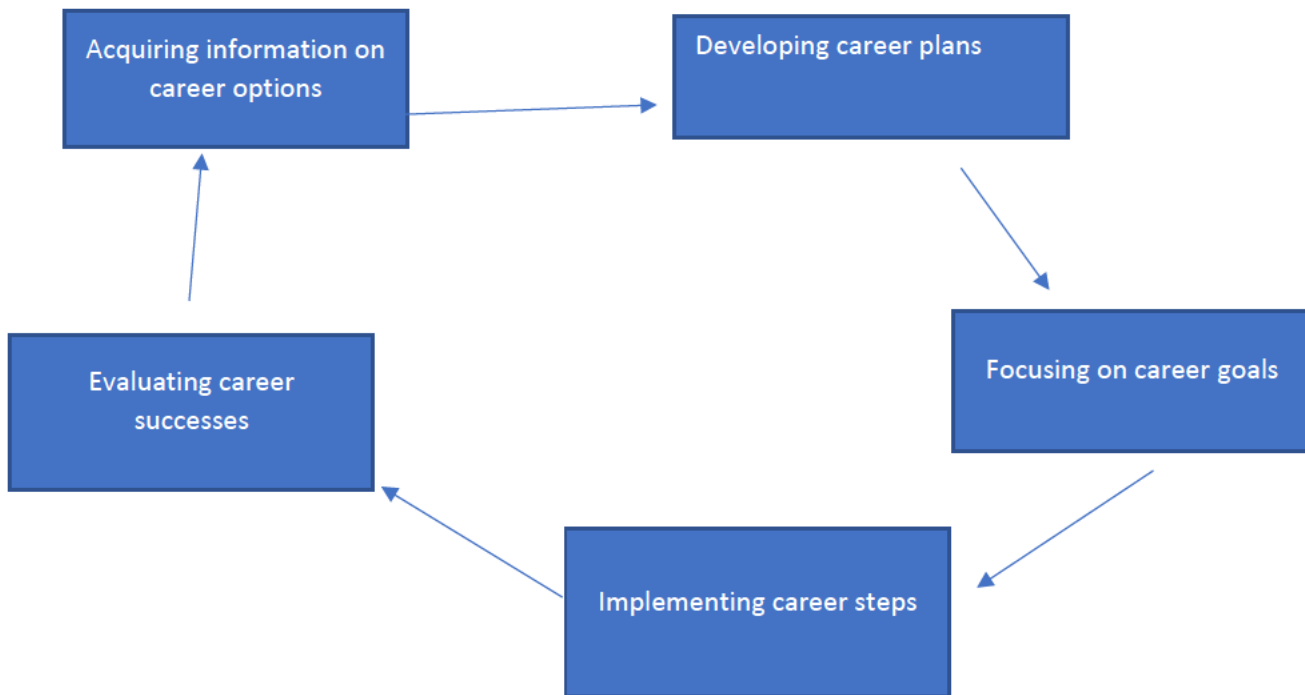 Acquiring information on
career options
Developing career plans
Focusing on career goals
Implementing career steps
Evaluating career
successes